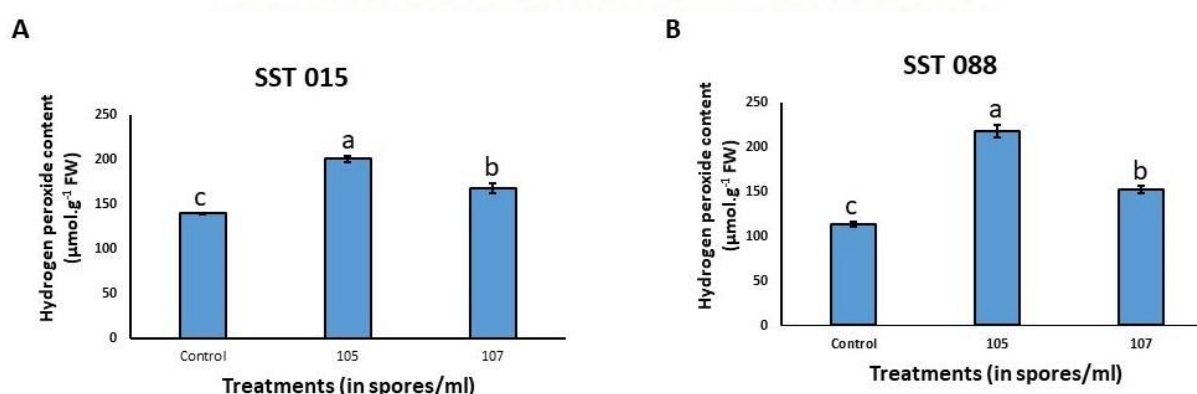 A
SST 015
Hydrogen peroxide content
(µmol.g⁻¹ FW)
250
200
150
100
50
0
c
a
b
Control
105
107
Treatments (in spores/ml)
B
SST 088
Hydrogen peroxide content
(µmol.g⁻¹ FW)
250
200
150
100
50
0
c
a
b
Control
105
107
Treatments (in spores/ml)